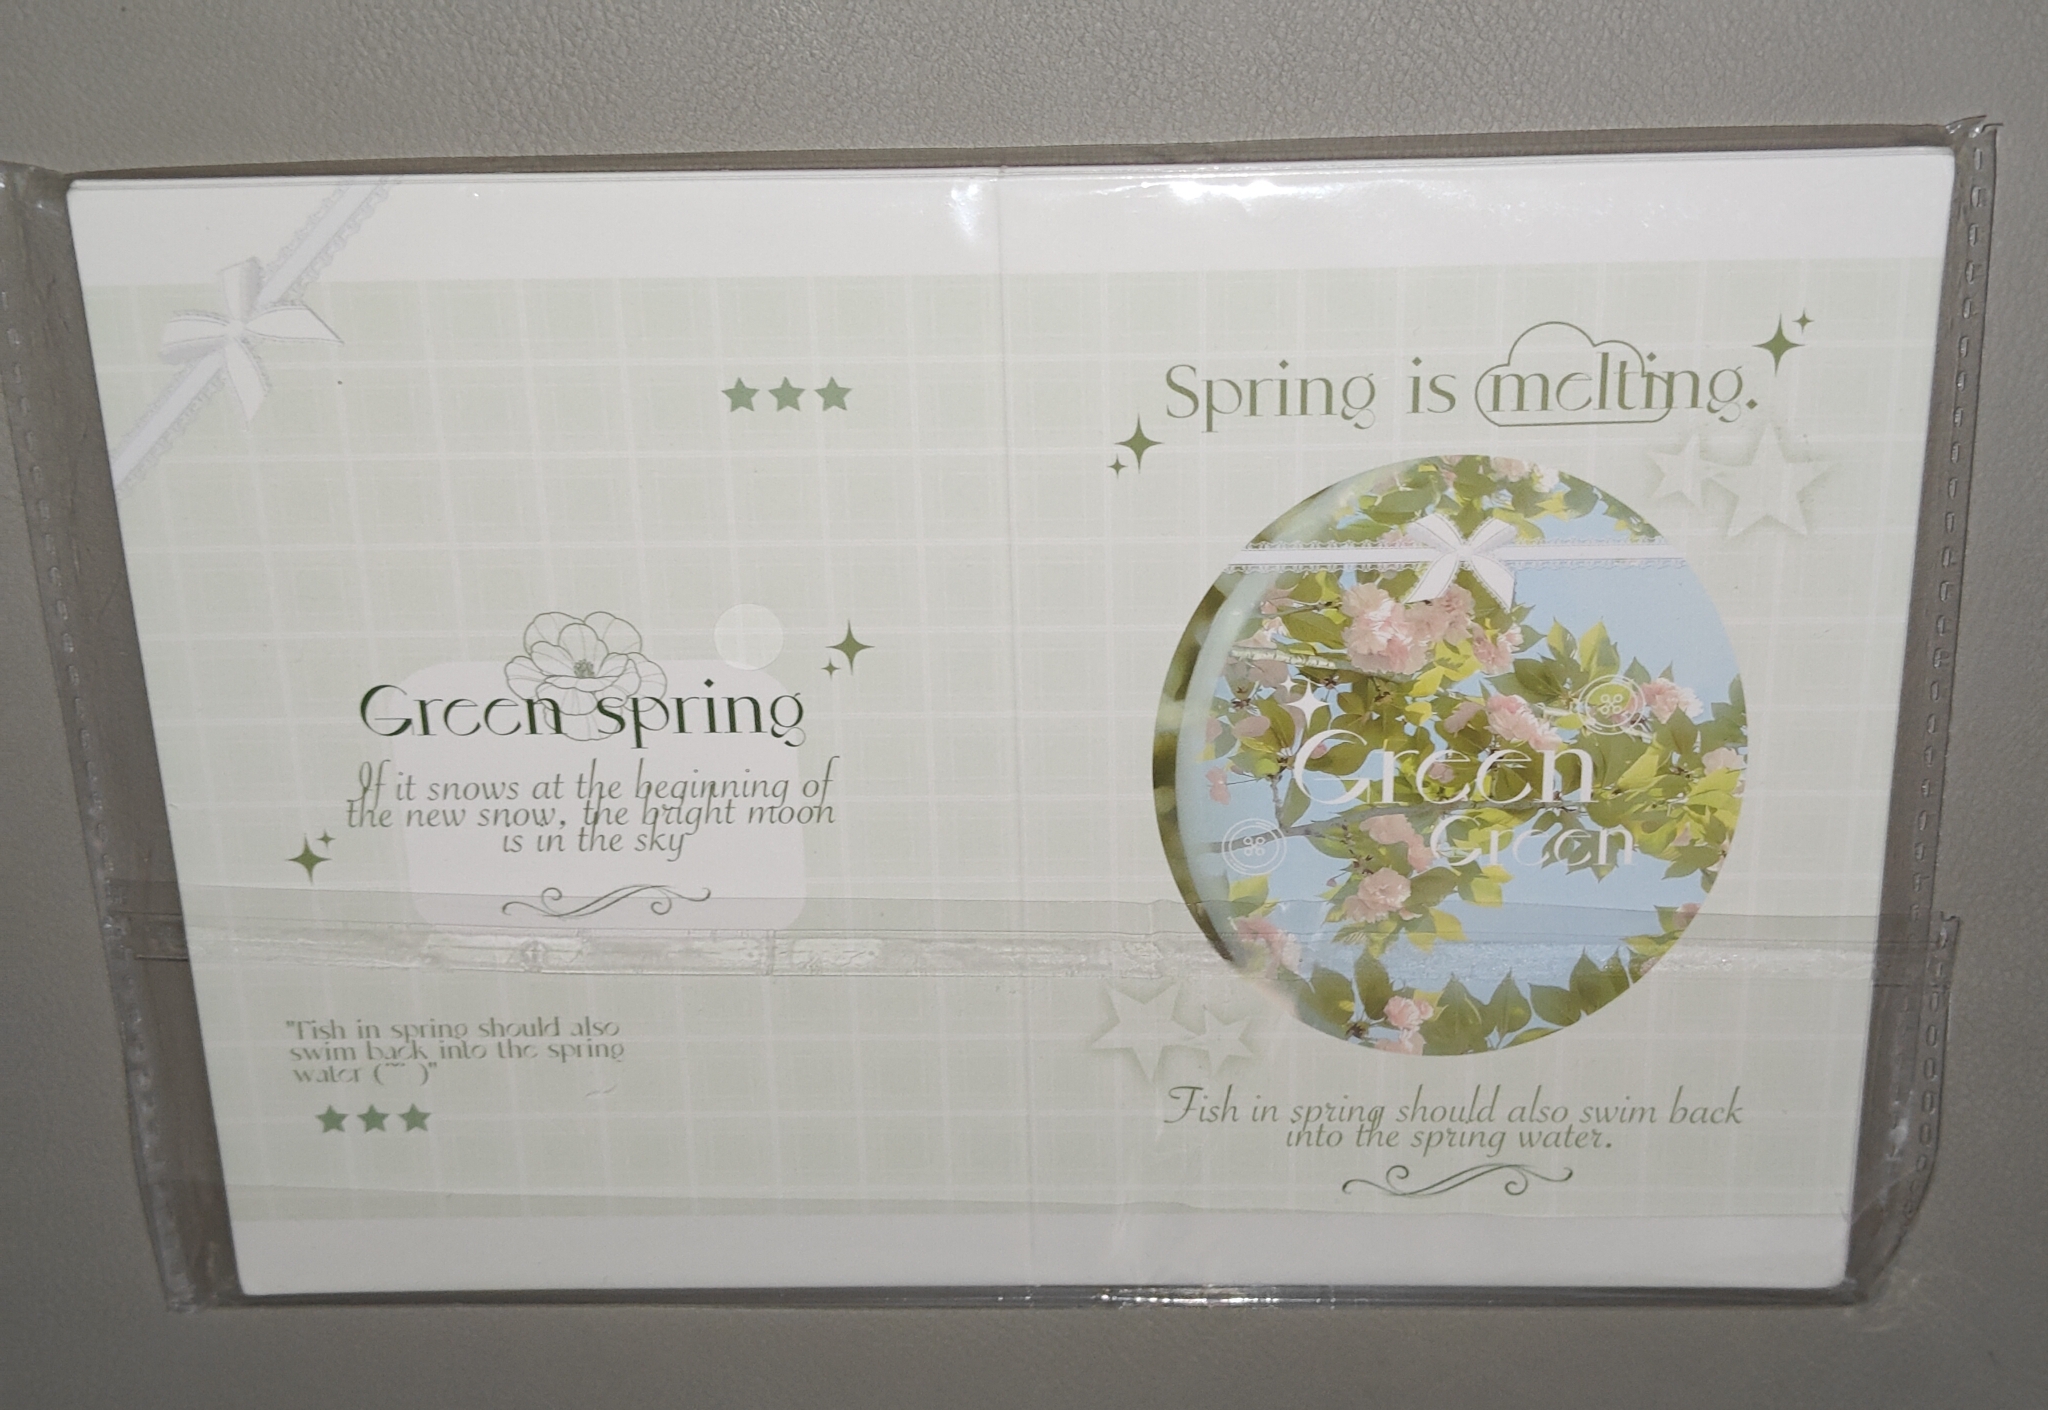 Green spring
If it snows at the beginning of
the new snow, the bright moon
is in the sky
"Fish in spring should also
swim back into the spring
water (˘˘ )"
Spring is melting.
Green
Green
Fish in spring should also swim back
into the spring water.